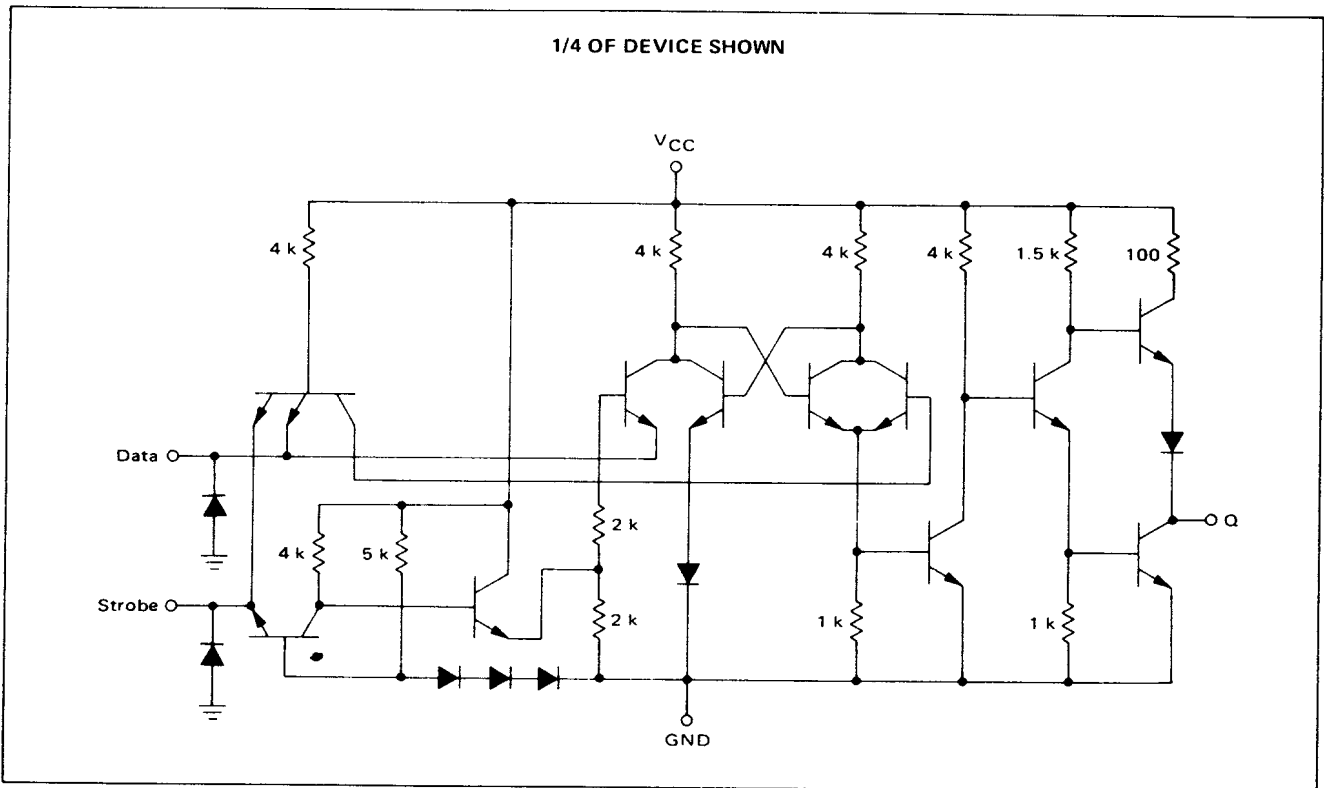 1/4 OF DEVICE SHOWN
VCC
4 k
4 k
4 k
4 k
1.5 k
100
Data
2 k
4 k
5 k
Q
Strobe
2 k
1 k
1 k
GND